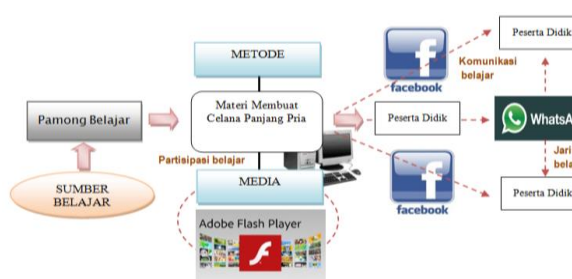 METODE
Peserta Didik
facebook
Komunikasi
belajar
Pamong Belajar
Materi Membuat
Celana Panjang Pria
Peserta Didik
WhatsA
Partisipasi belajar
Jari
bela
SUMBER
BELAJAR
MEDIA
facebook
Peserta Didik
Adobe Flash Player